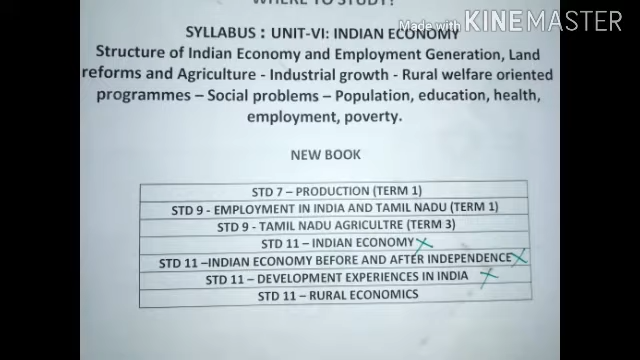 WHERE TO STUDY?
Made with KINEMASTER
SYLLABUS : UNIT-VI: INDIAN ECONOMY
Structure of Indian Economy and Employment Generation, Land
reforms and Agriculture - Industrial growth - Rural welfare oriented
programmes – Social problems – Population, education, health,
employment, poverty.
NEW BOOK
STD 7 – PRODUCTION (TERM 1)
STD 9 - EMPLOYMENT IN INDIA AND TAMIL NADU (TERM 1)
STD 9 - TAMIL NADU AGRICULTRE (TERM 3)
STD 11 – INDIAN ECONOMY
STD 11 –INDIAN ECONOMY BEFORE AND AFTER INDEPENDENCE
STD 11 – DEVELOPMENT EXPERIENCES IN INDIA
STD 11 – RURAL ECONOMICS